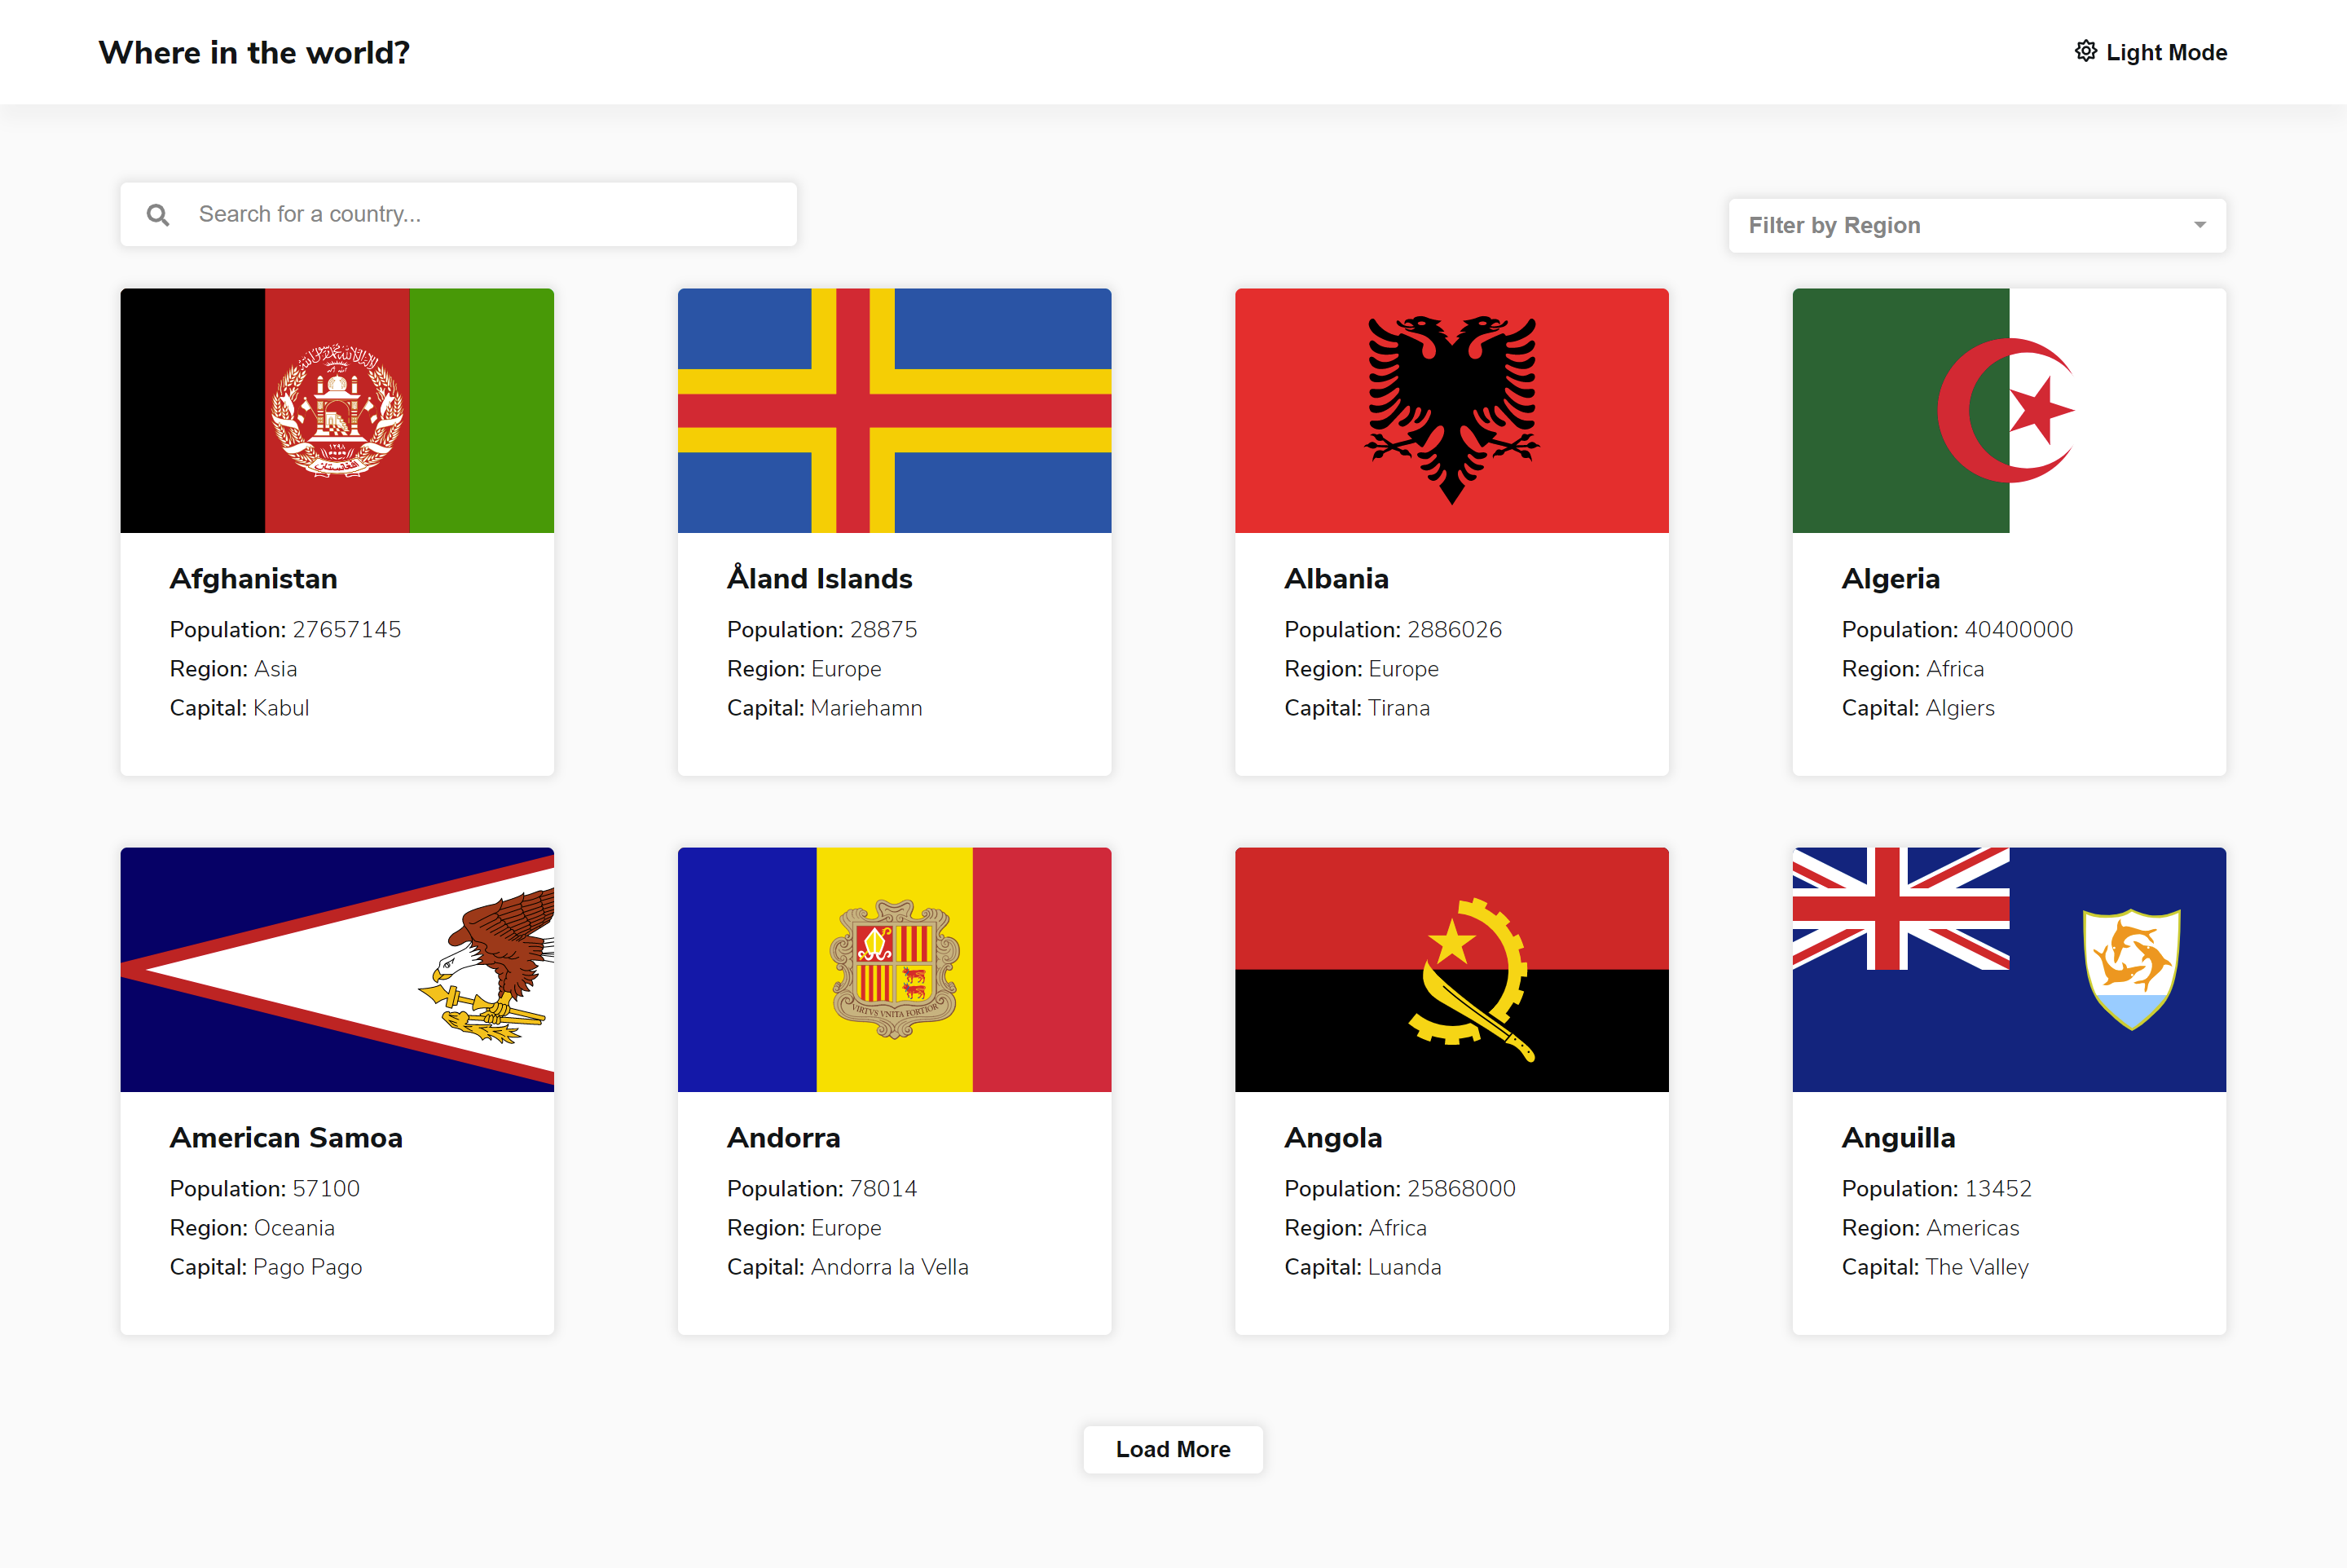 Where in the world?
Light Mode
Search for a country...
Filter by Region
Afghanistan
Population: 27657145
Region: Asia
Capital: Kabul
Åland Islands
Population: 28875
Region: Europe
Capital: Mariehamn
Albania
Population: 2886026
Region: Europe
Capital: Tirana
Algeria
Population: 40400000
Region: Africa
Capital: Algiers
VIRTVS VNITA FORTIOR
American Samoa
Population: 57100
Region: Oceania
Capital: Pago Pago
Andorra
Population: 78014
Region: Europe
Capital: Andorra la Vella
Angola
Population: 25868000
Region: Africa
Capital: Luanda
Anguilla
Population: 13452
Region: Americas
Capital: The Valley
Load More